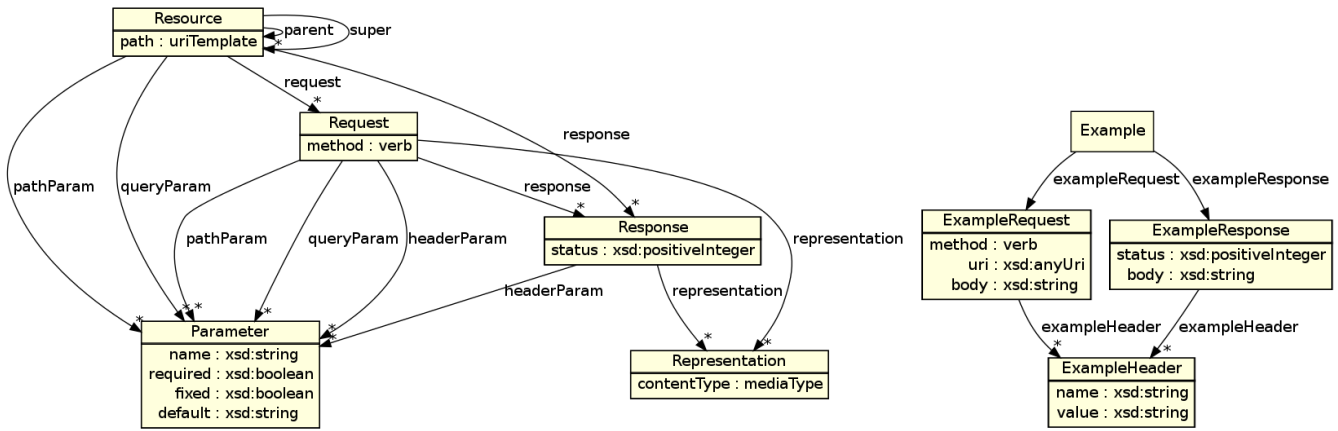 Resource
path : uriTemplate
parent
*
super
*
request
*
response
*
Request
method : verb
pathParam
*
queryParam
*
pathParam
*
queryParam
*
headerParam
*
response
*
representation
*
Response
status : xsd:positiveInteger
headerParam
*
representation
*
Parameter
name : xsd:string
required : xsd:boolean
fixed : xsd:boolean
default : xsd:string
Representation
contentType : mediaType
Example
exampleRequest
exampleResponse
ExampleRequest
method : verb
uri : xsd:anyUri
body : xsd:string
ExampleResponse
status : xsd:positiveInteger
body : xsd:string
exampleHeader
*
exampleHeader
*
ExampleHeader
name : xsd:string
value : xsd:string